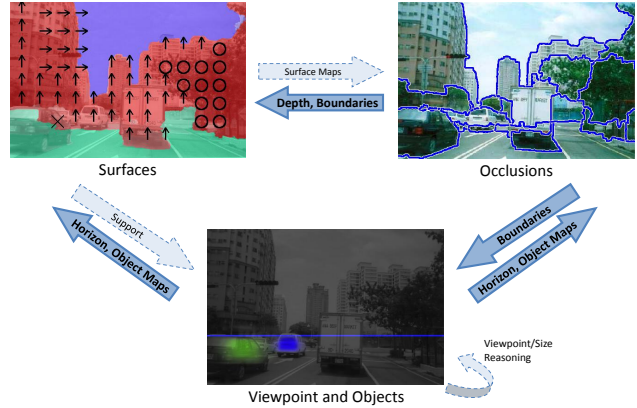 Surface Maps
Depth, Boundaries
Surfaces
Occlusions
Support
Horizon, Object Maps
Boundaries
Horizon, Object Maps
Viewpoint/Size
Reasoning
Viewpoint and Objects